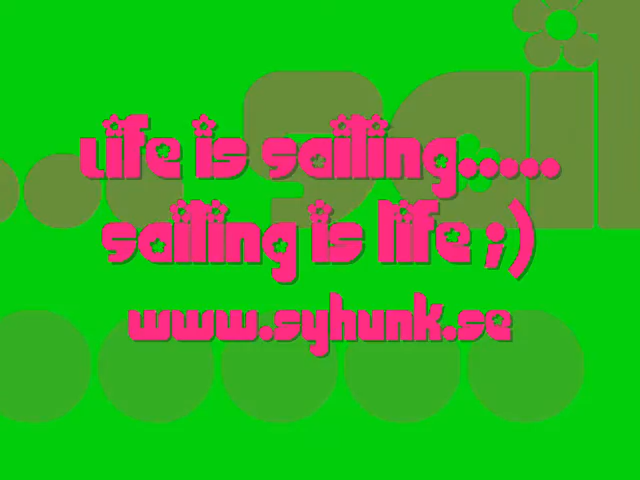 Life is sailing.....
sailing is life ;)
www.syhunk.se